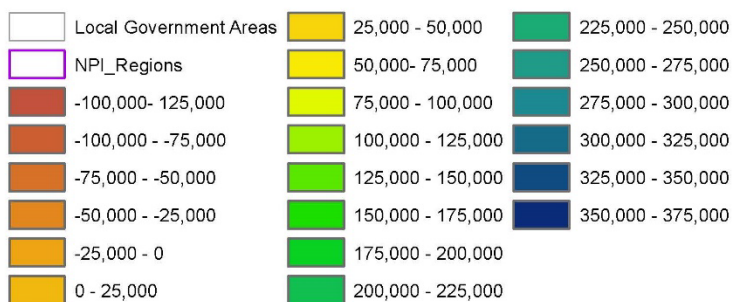 Local Government Areas
NPI_Regions
-100,000- 125,000
-100,000 - -75,000
-75,000 - -50,000
-50,000 - -25,000
-25,000 - 0
0 - 25,000
25,000 - 50,000
50,000- 75,000
75,000 - 100,000
100,000 - 125,000
125,000 - 150,000
150,000 - 175,000
175,000 - 200,000
200,000 - 225,000
225,000 - 250,000
250,000 - 275,000
275,000 - 300,000
300,000 - 325,000
325,000 - 350,000
350,000 - 375,000